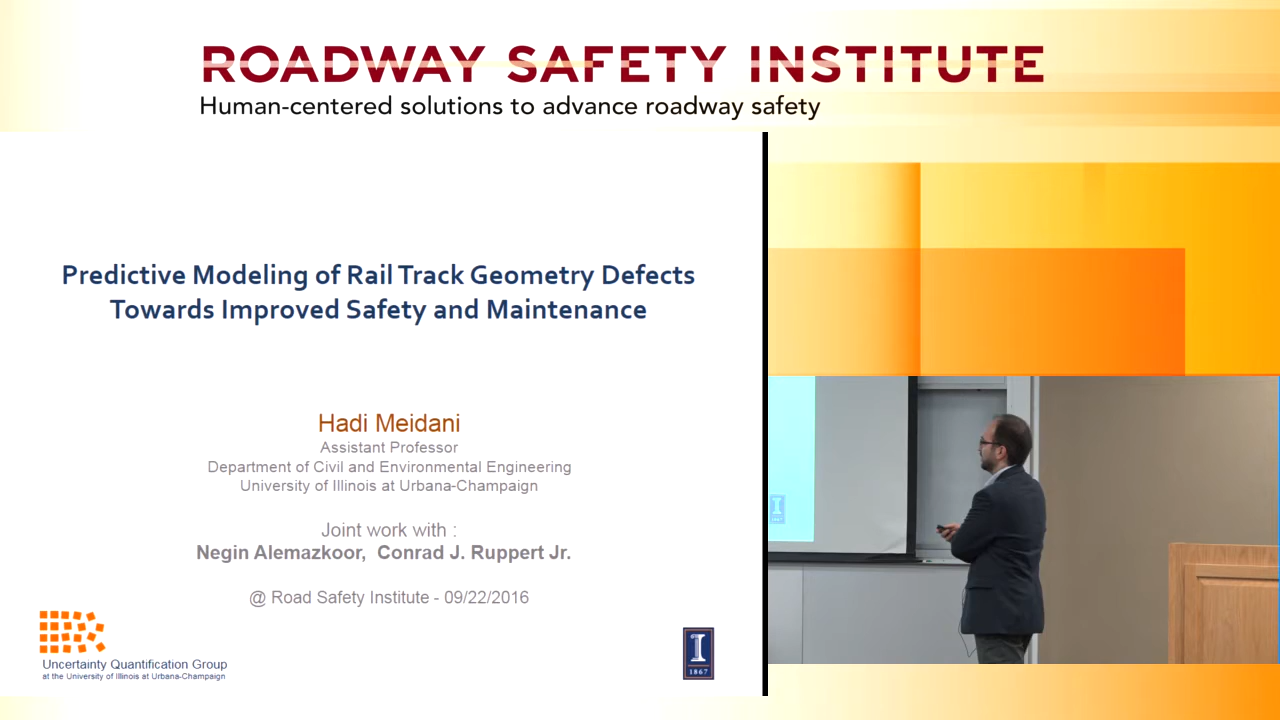 ROADWAY SAFETY INSTITUTE
Human-centered solutions to advance roadway safety
Predictive Modeling of Rail Track Geometry Defects
Towards Improved Safety and Maintenance
Hadi Meidani
Assistant Professor
Department of Civil and Environmental Engineering
University of Illinois at Urbana-Champaign
Joint work with :
Negin Alemazkoor, Conrad J. Ruppert Jr.
@ Road Safety Institute - 09/22/2016
Uncertainty Quantification Group
at the University of Illinois at Urbana-Champaign
I
1867
I
1867